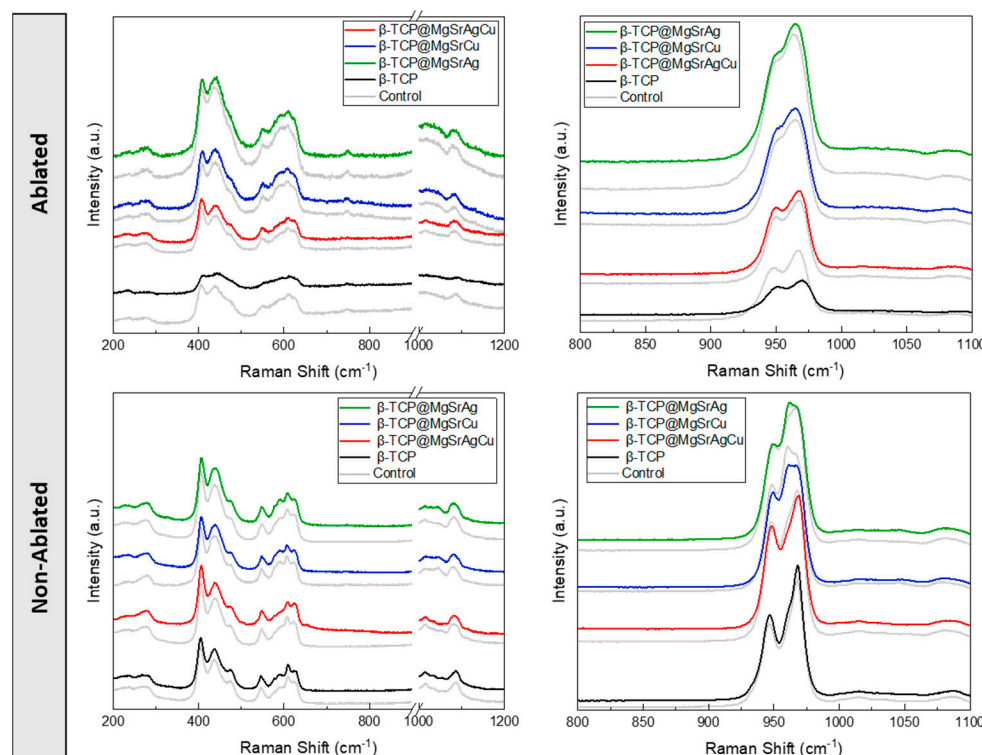 Ablated
Intensity (a.u.)
β-TCP@MgSrAgCu
β-TCP@MgSrCu
β-TCP@MgSrAg
β-TCP
Control
200 400 600 800 1000 1200
Raman Shift (cm-1)
Intensity (a.u.)
β-TCP@MgSrAg
β-TCP@MgSrCu
β-TCP@MgSrAgCu
β-TCP
Control
800 850 900 950 1000 1050 1100
Raman Shift (cm-1)
Non-Ablated
Intensity (a.u.)
β-TCP@MgSrAg
β-TCP@MgSrCu
β-TCP@MgSrAgCu
β-TCP
Control
200 400 600 800 1000 1200
Raman Shift (cm-1)
Intensity (a.u.)
β-TCP@MgSrAg
β-TCP@MgSrCu
β-TCP@MgSrAgCu
β-TCP
Control
800 850 900 950 1000 1050 1100
Raman Shift (cm-1)